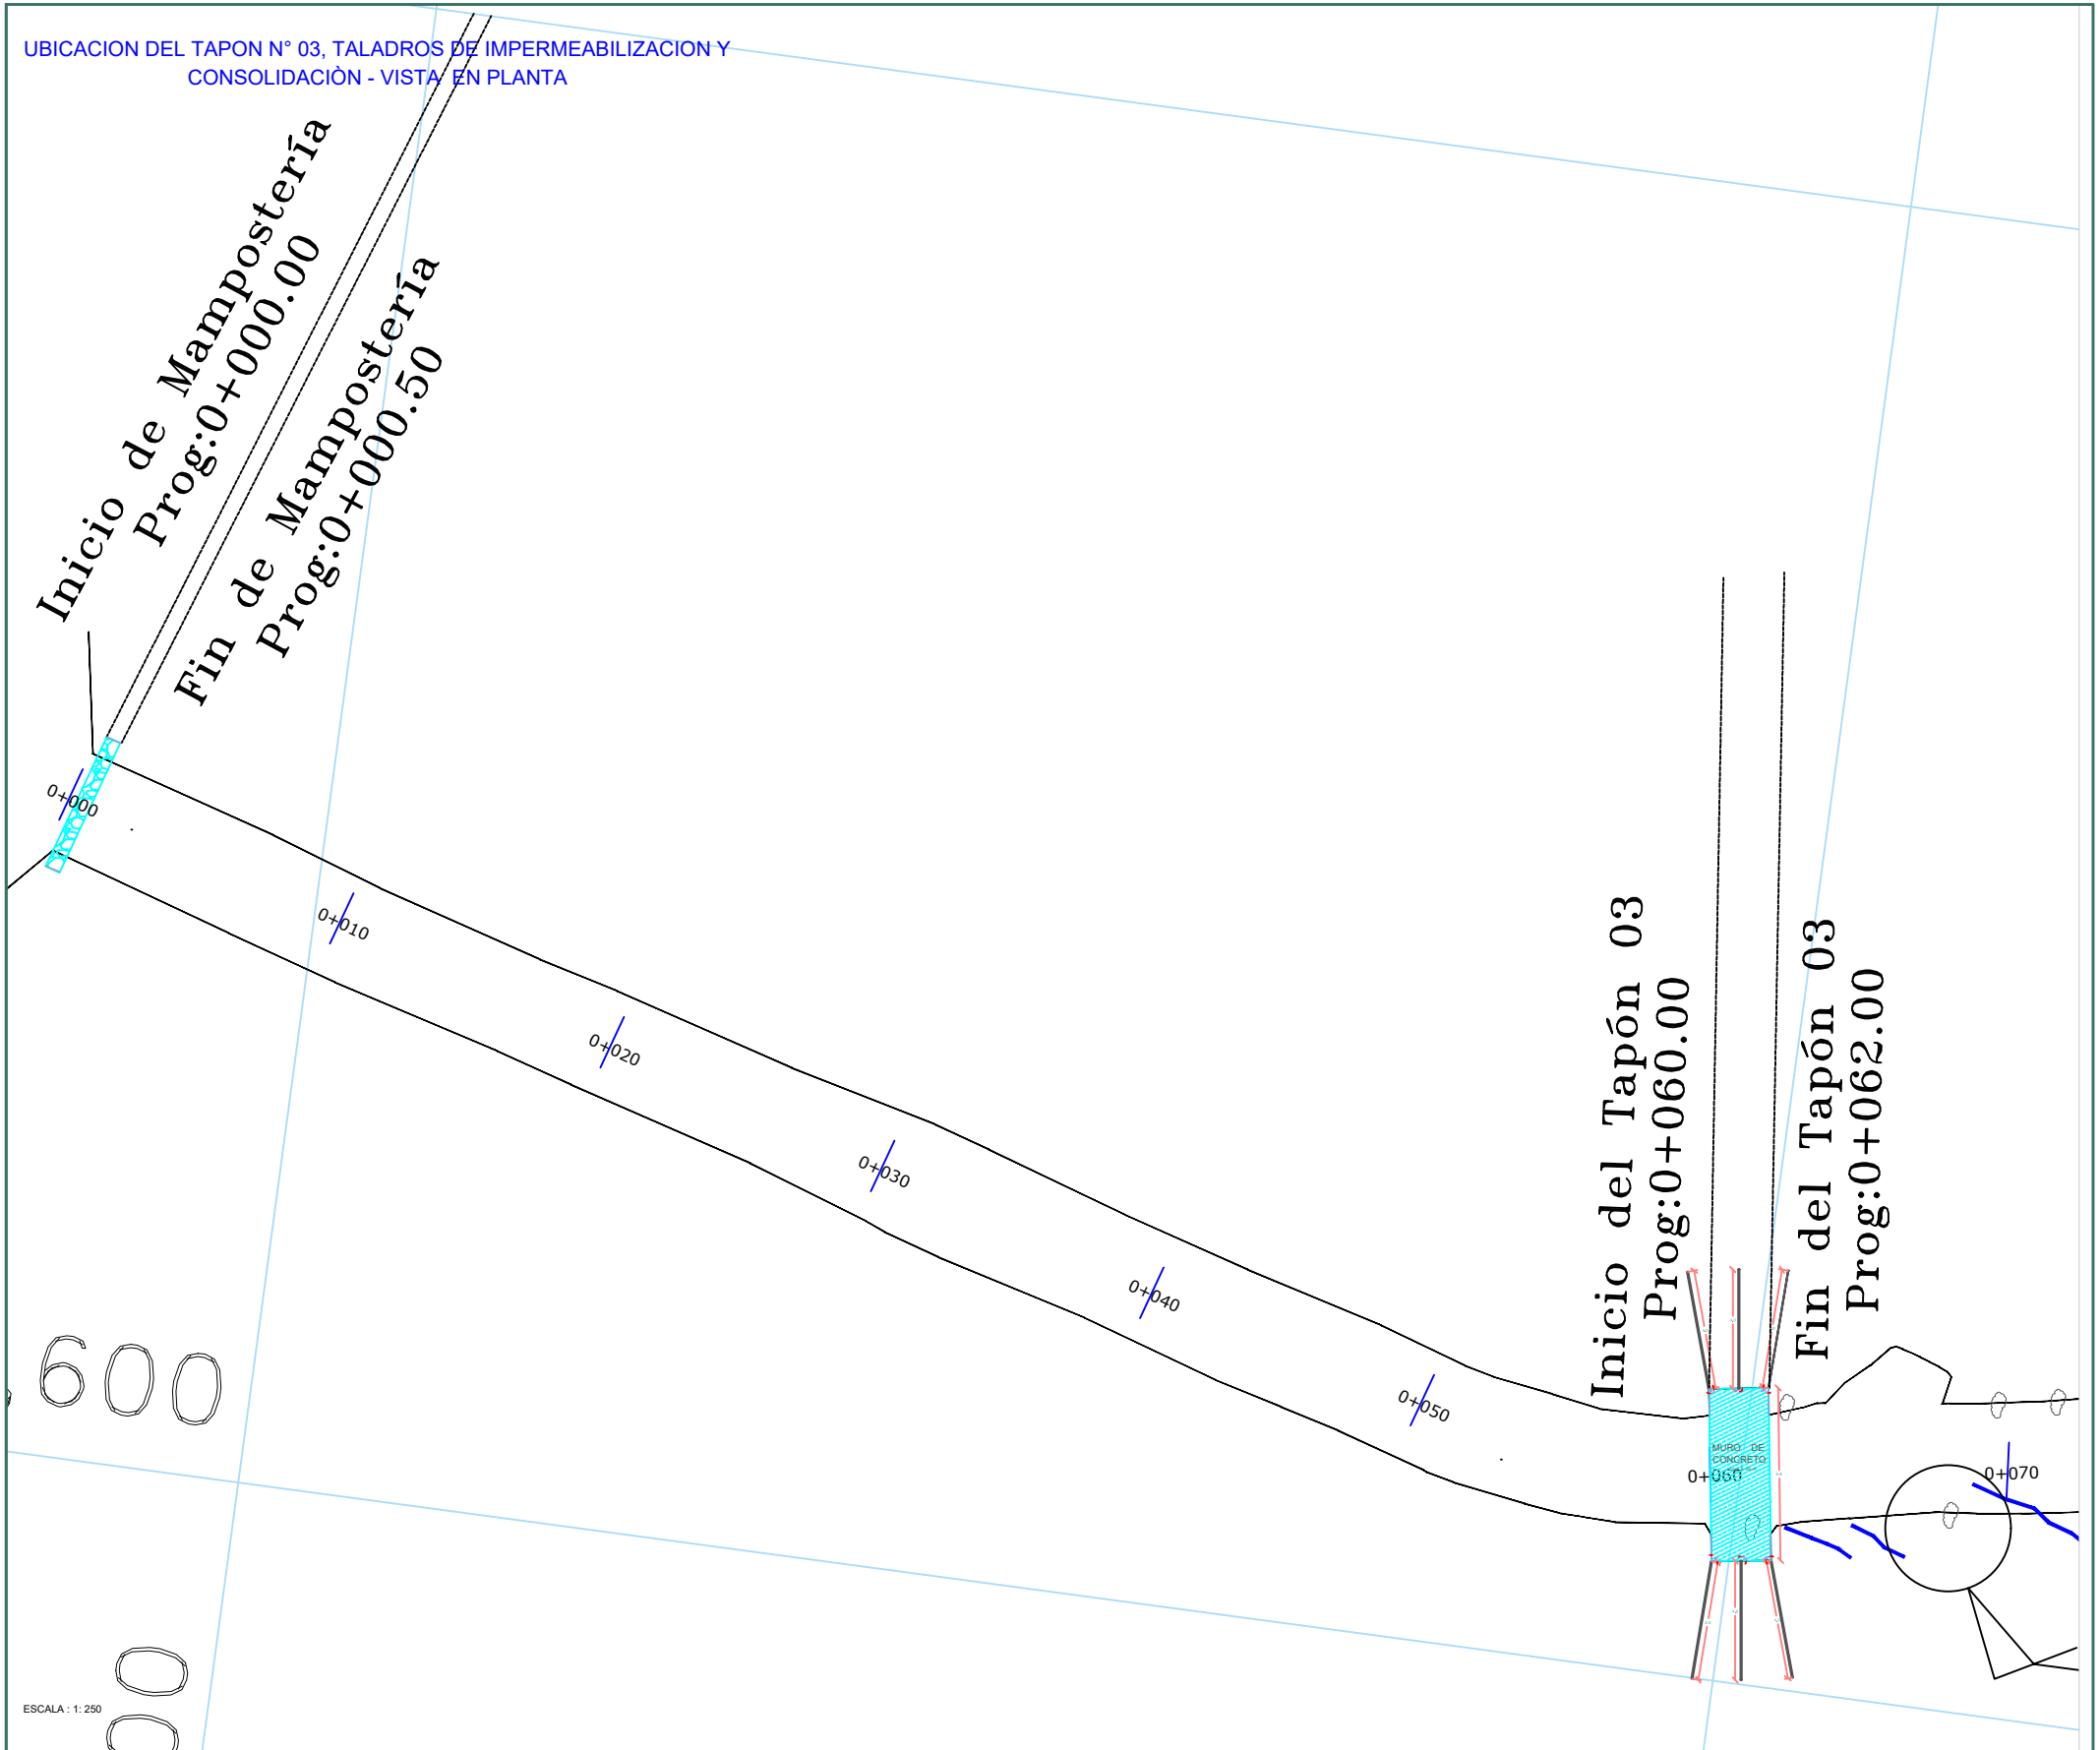 UBICACION DEL TAPON N° 03, TALADROS DE IMPERMEABILIZACION Y
CONSOLIDACIÒN - VISTA EN PLANTA
Inicio de Mampostería
Prog:0+000.00
Fin de Mampostería
Prog:0+000.50
0+000
0+010
0+020
0+030
0+040
0+050
Inicio del Tapón 03
Prog:0+060.00
Fin del Tapón 03
Prog:0+062.00
MURO DE
CONCRETO
0+060
0+070
600
ESCALA : 1: 250